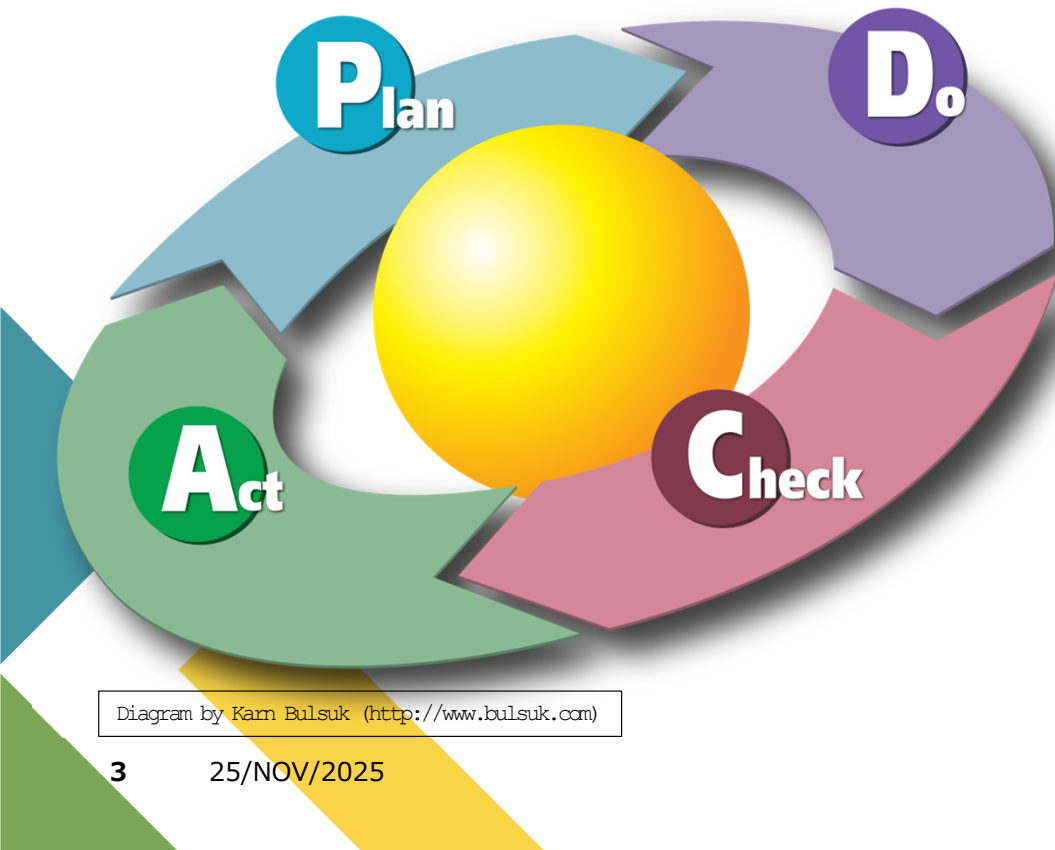 Plan
Do
Act
Check
Diagram by Karn Bulsuk (http://www.bulsuk.com)
3 25/NOV/2025